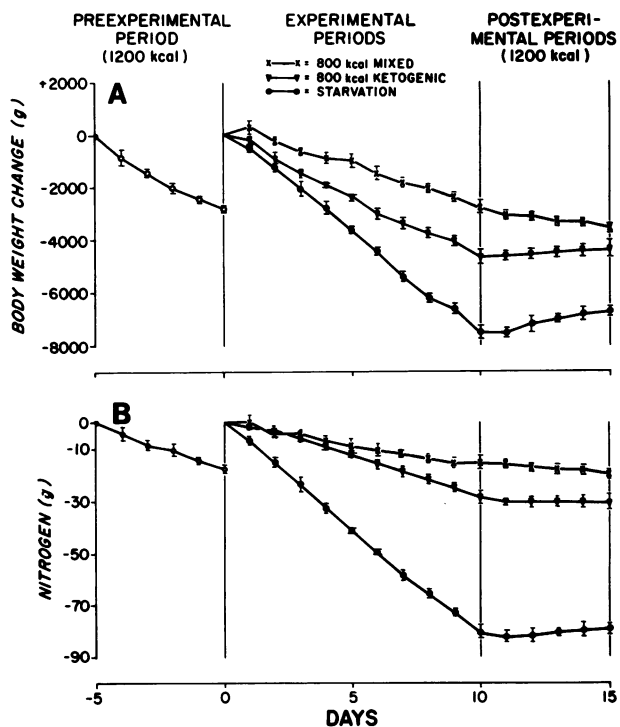 PREEXPERIMENTAL
PERIOD
(1200 kcal)
EXPERIMENTAL
PERIODS
POSTEXPERI-
MENTAL PERIODS
(1200 kcal)
= 800 kcal MIXED
= 800 kcal KETOGENIC
= STARVATION
A
BODY WEIGHT CHANGE (g)
+2000
0
-2000
-4000
-6000
-8000
B
NITROGEN (g)
0
-10
-30
-50
-70
-90
-5
0
5
10
15
DAYS